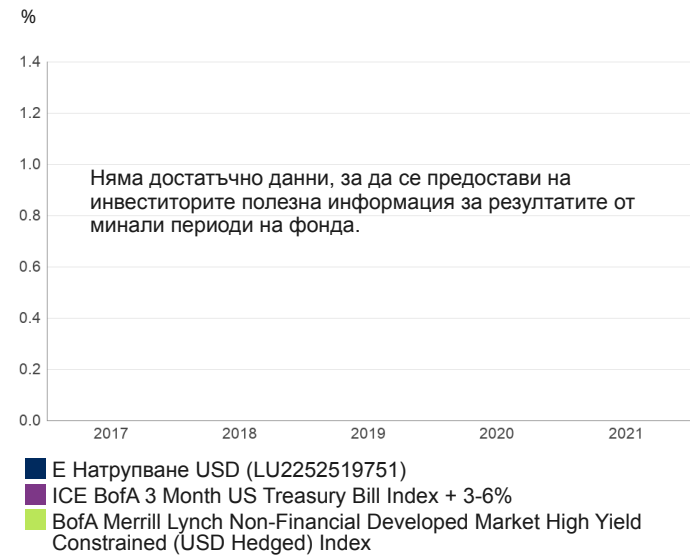 %
1.4
1.2
1.0
Няма достатъчно данни, за да се предостави на
инвеститорите полезна информация за резултатите от
минали периоди на фонда.
0.8
0.6
0.4
0.2
0.0
2017 2018 2019 2020 2021
E Натрупване USD (LU2252519751)
ICE BofA 3 Month US Treasury Bill Index + 3-6%
BofA Merrill Lynch Non-Financial Developed Market High Yield
Constrained (USD Hedged) Index